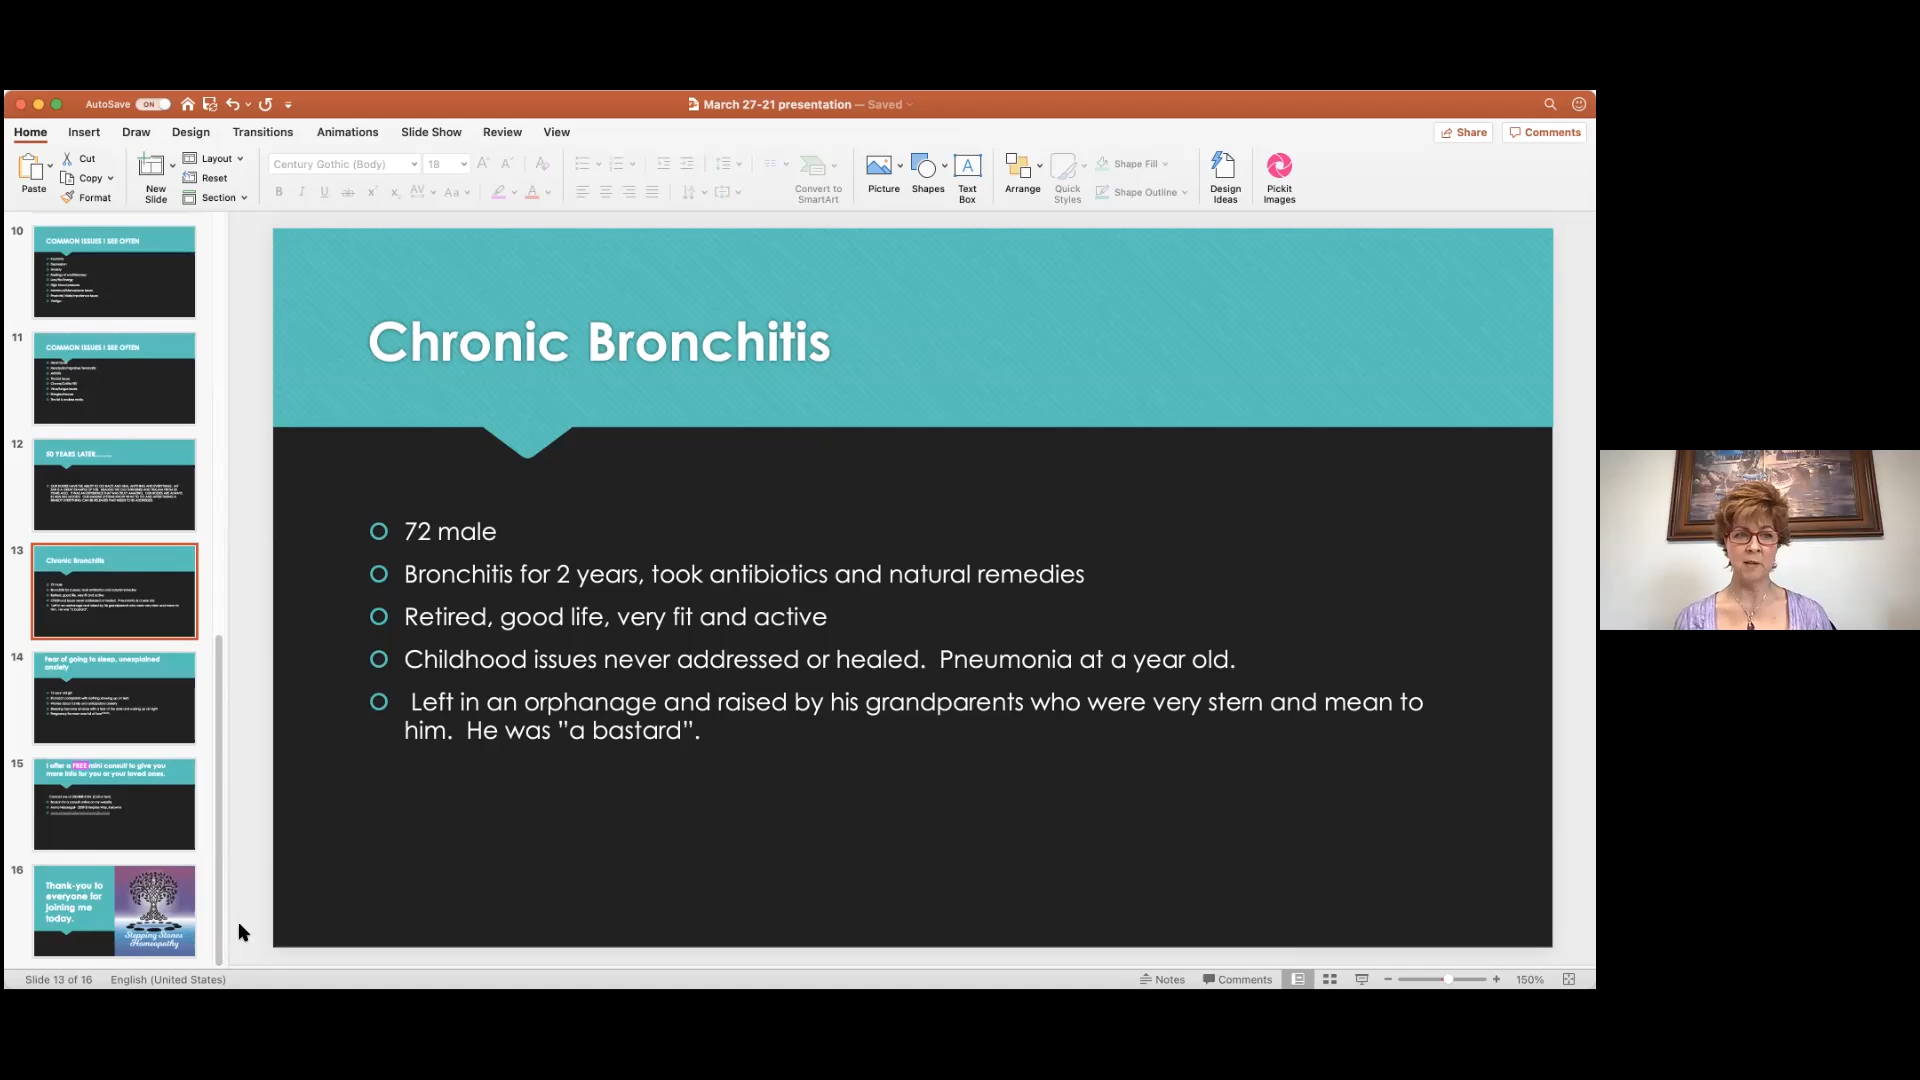 AutoSave ON
March 27-21 presentation — Saved
Home Insert Draw Design Transitions Animations Slide Show Review View
Share Comments
Paste
Cut
Copy
Format
New
Slide
Layout
Reset
Section
Century Gothic (Body) 18
Convert to
SmartArt
Picture
Shapes
Text
Box
Arrange
Quick
Styles
Shape Fill
Shape Outline
Design
Ideas
Pickit
Images
10
COMMON ISSUES I SEE OFTEN
11
COMMON ISSUES I SEE OFTEN
12
50 YEARS LATER........
13
Chronic Bronchitis
14
Fear of going to sleep, unexplained
anxiety
15
I offer a FREE mini consult to give you
more info for you or your loved ones.
16
Thank-you to
everyone for
joining me
today.
Stepping Stones
Homeopathy
Chronic Bronchitis
72 male
Bronchitis for 2 years, took antibiotics and natural remedies
Retired, good life, very fit and active
Childhood issues never addressed or healed. Pneumonia at a year old.
Left in an orphanage and raised by his grandparents who were very stern and mean to
him. He was ”a bastard”.
Slide 13 of 16 English (United States)
Notes Comments 150%